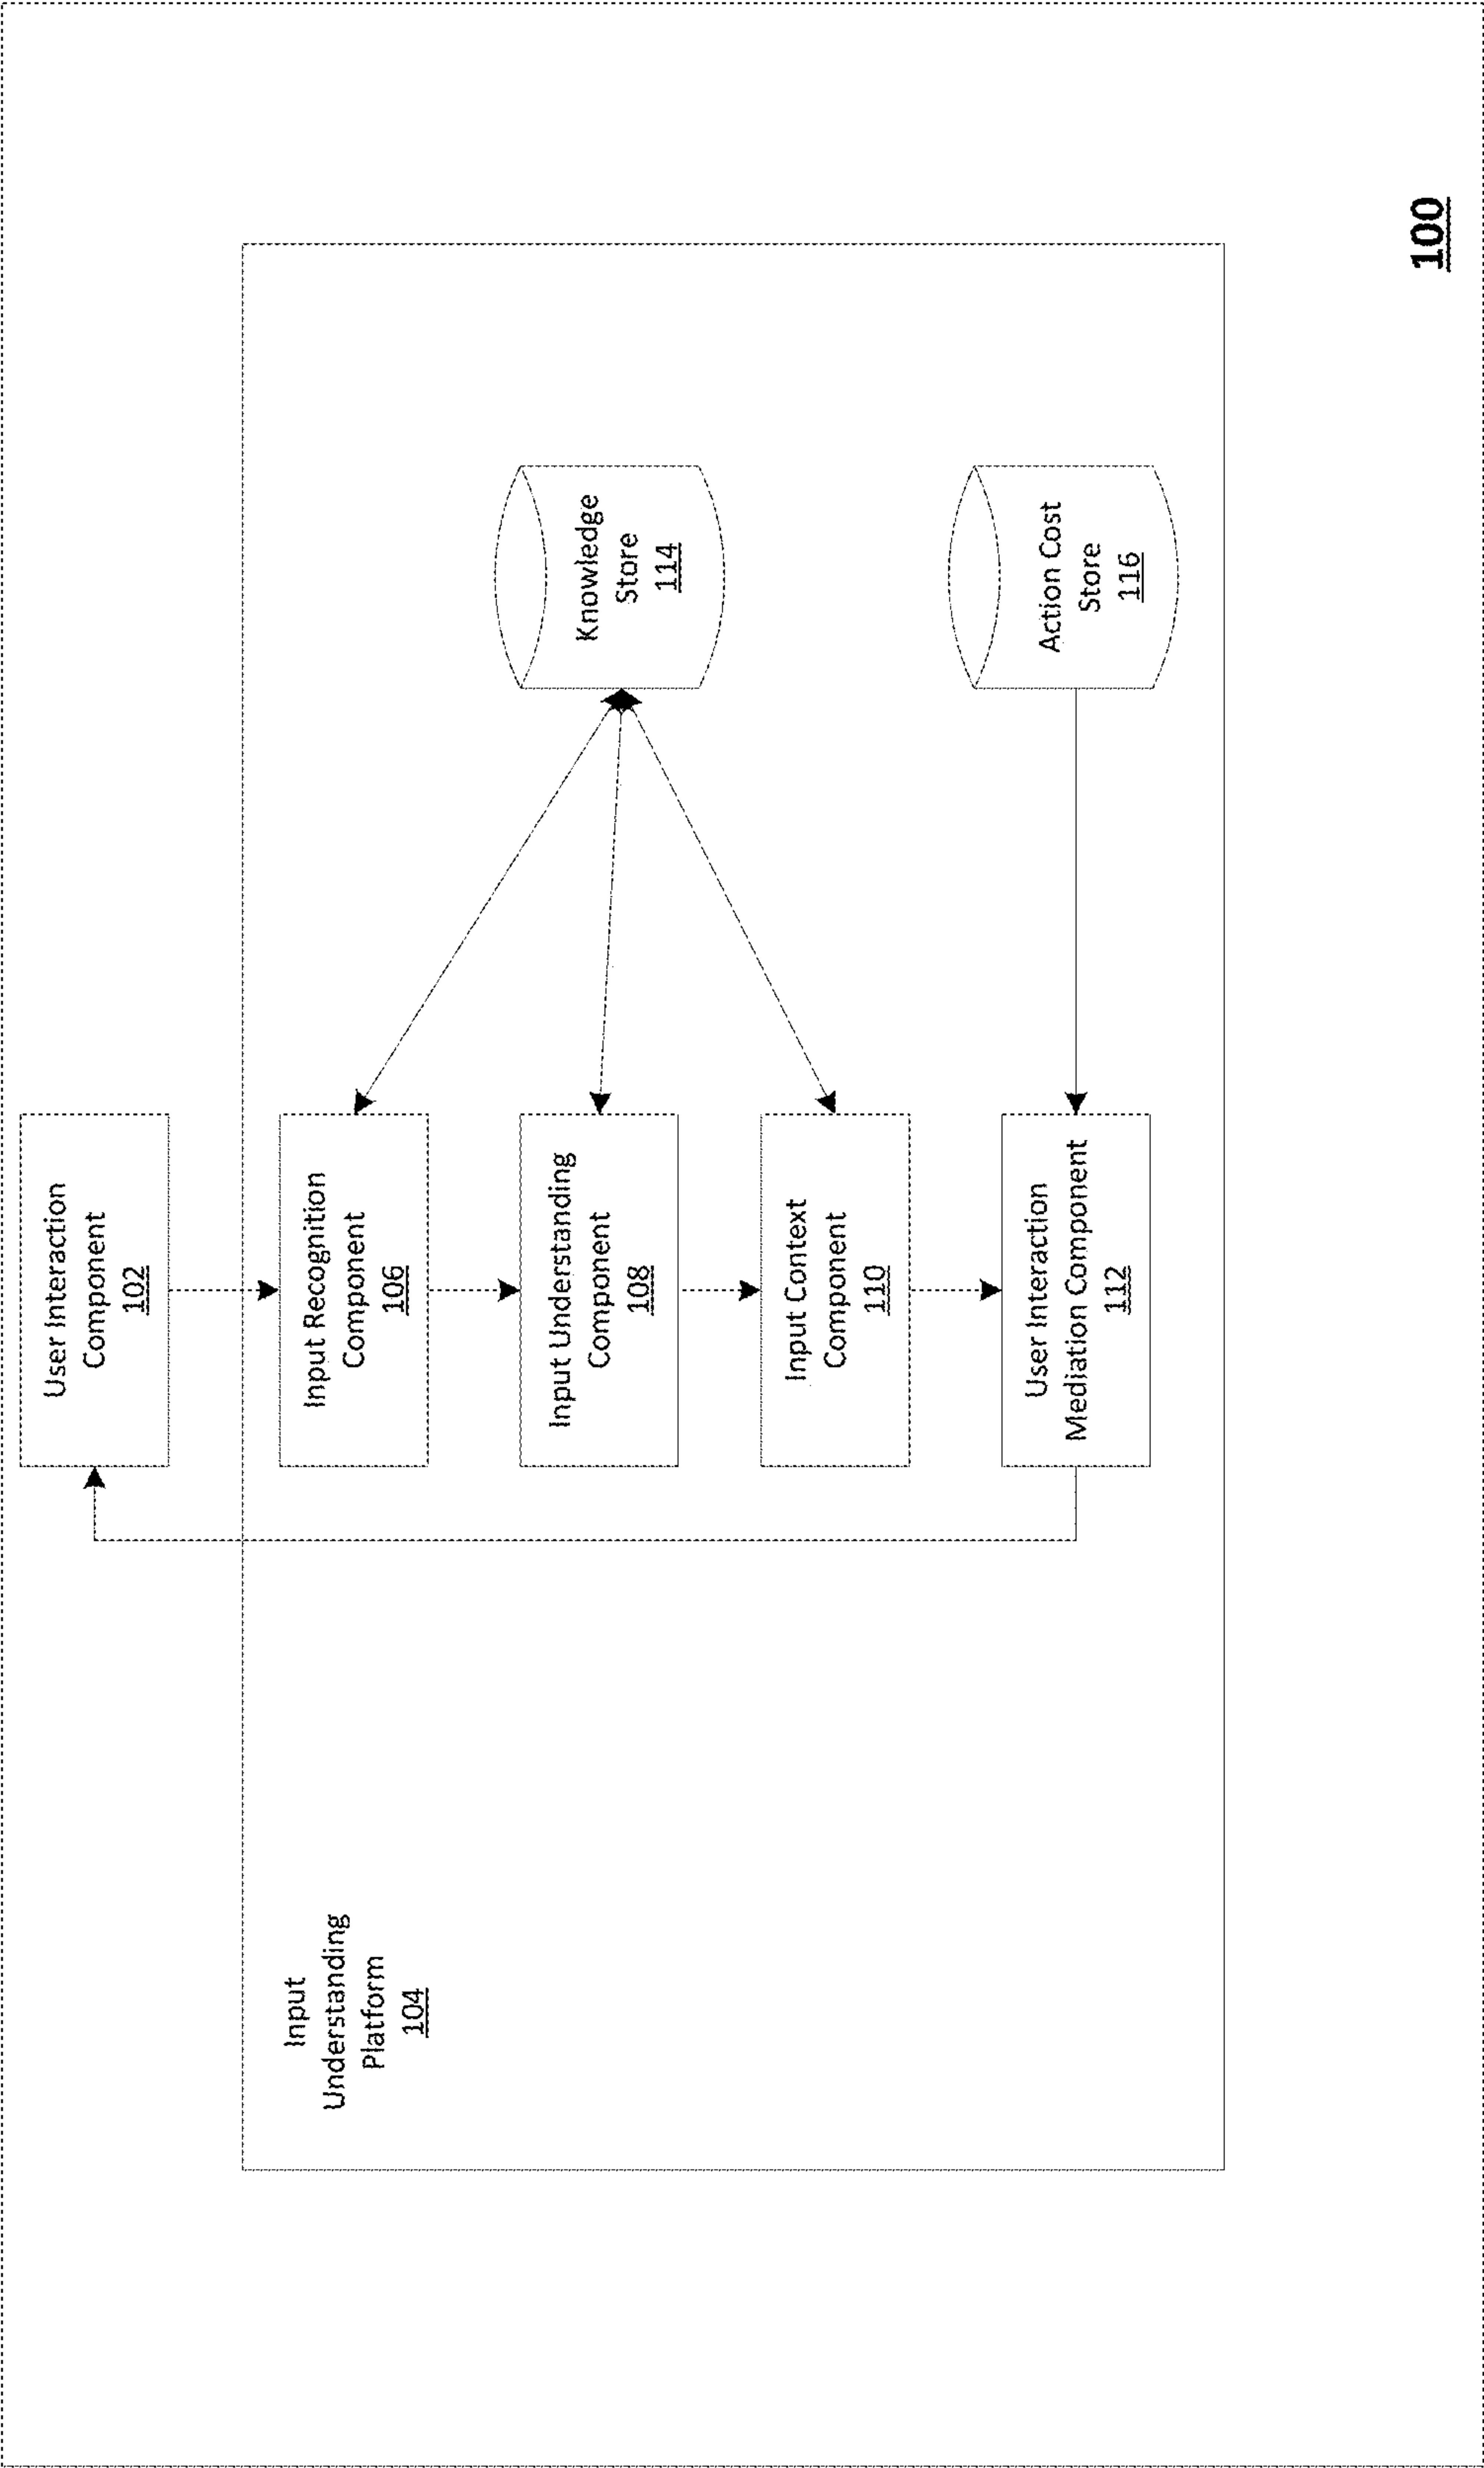 User Interaction
Component
102
Input
Understanding
Platform
104
Input Recognition
Component
106
Input Understanding
Component
108
Knowledge
Store
114
Input Context
Component
110
User Interaction
Mediation Component
112
Action Cost
Store
116
100